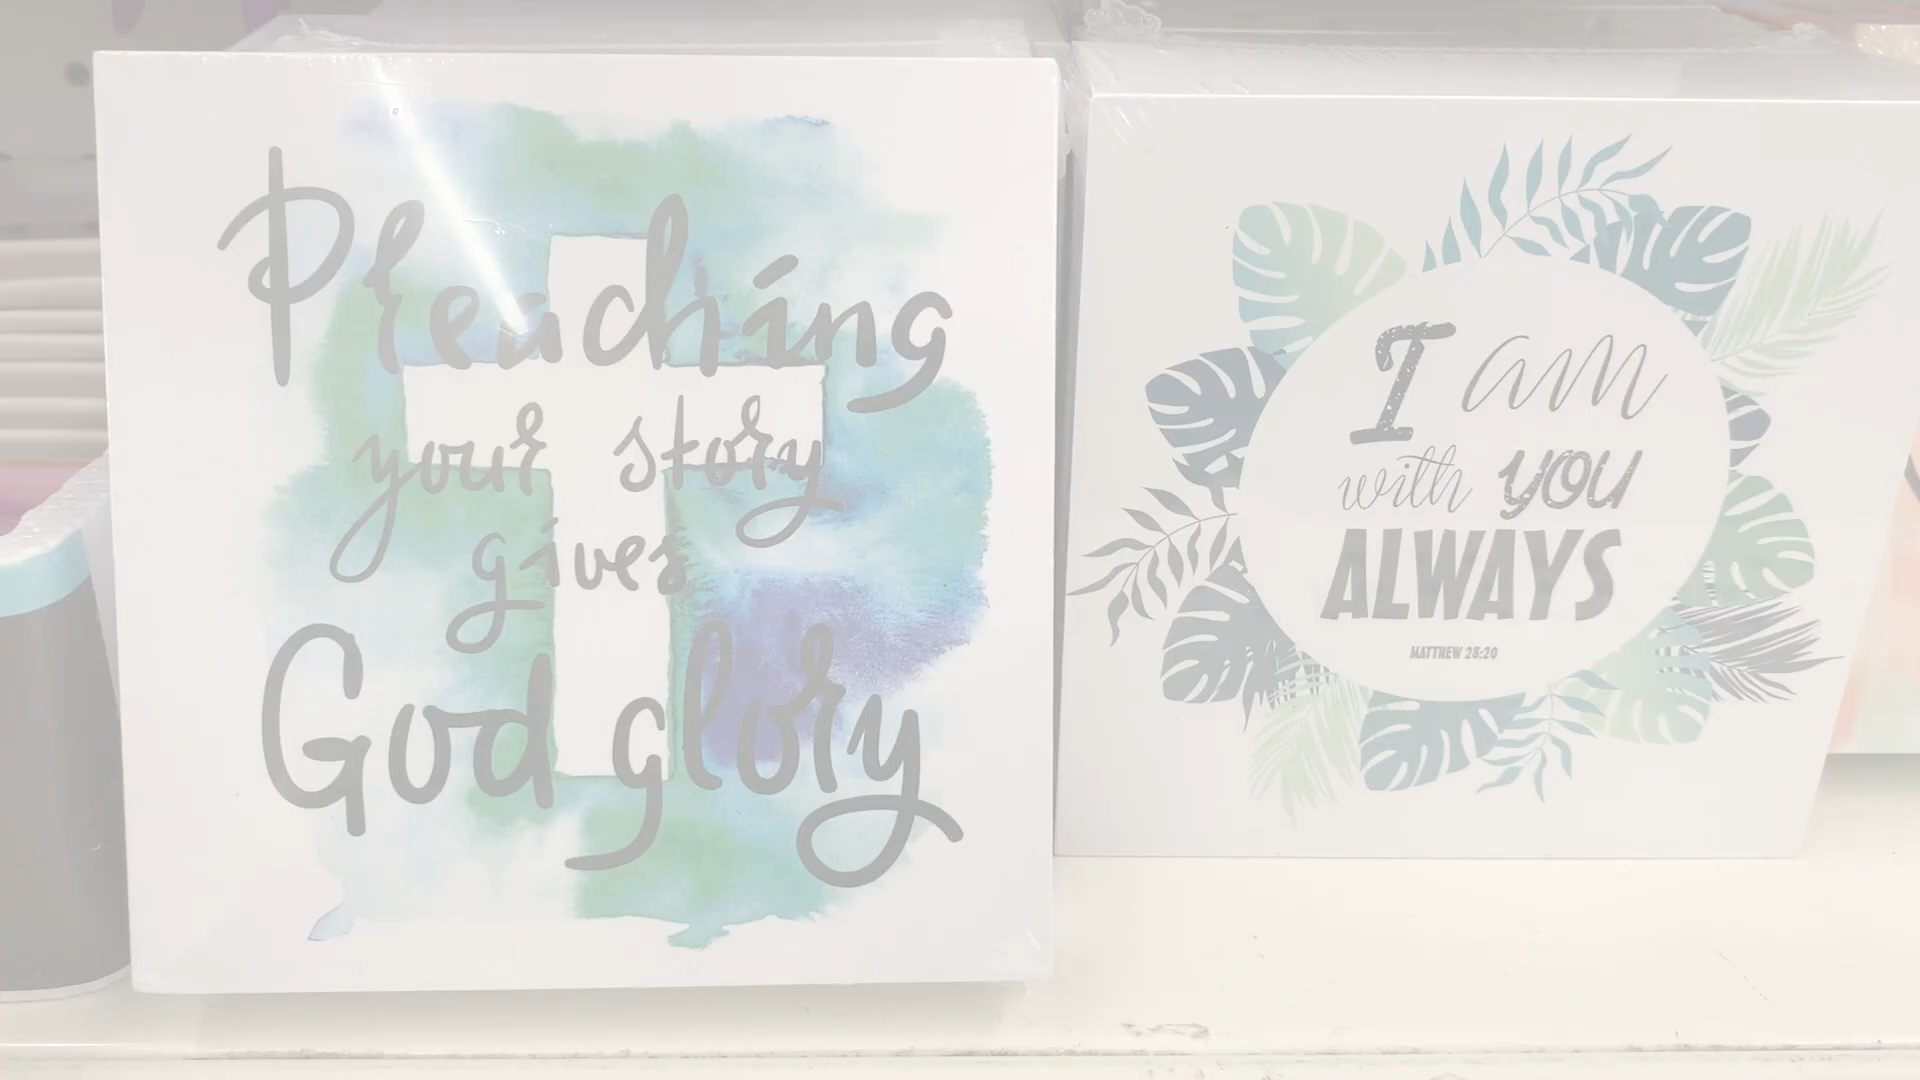 Preaching
your story
gives
God glory
I am
with you
ALWAYS
MATTHEW 28:20